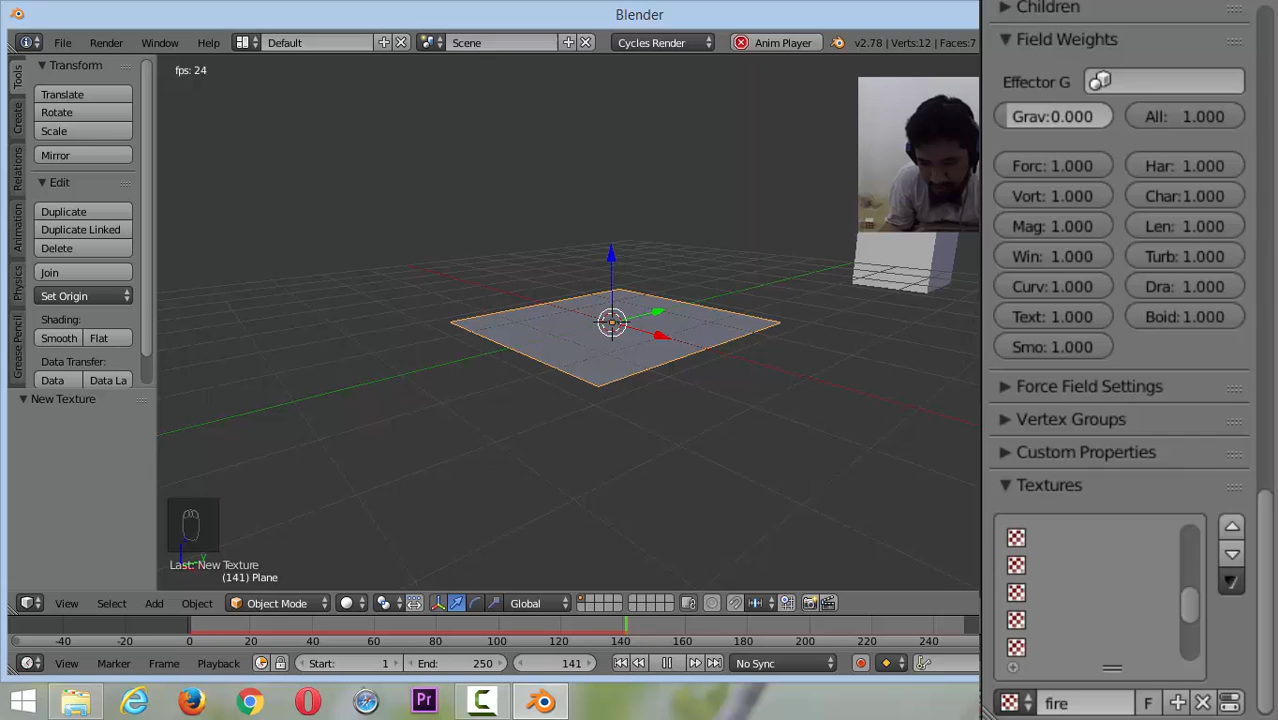 Blender
File Render Window Help Default Scene Cycles Render Anim Player v2.78 | Verts:12 | Faces:7
fps: 24
Tools
Create
Relations
Animation
Physics
Grease Pencil
Transform
Translate
Rotate
Scale
Mirror
Edit
Duplicate
Duplicate Linked
Delete
Join
Set Origin
Shading:
Smooth Flat
Data Transfer:
Data Data La
New Texture
Last: New Texture
(141) Plane
View Select Add Object Object Mode Global
-40 -20 0 20 40 60 80 100 120 140 160 180 200 220 240
View Marker Frame Playback Start: 1 End: 250 141 No Sync
Children
Field Weights
Effector G
Grav:0.000 All: 1.000
Forc: 1.000 Har: 1.000
Vort: 1.000 Char:1.000
Mag: 1.000 Len: 1.000
Win: 1.000 Turb: 1.000
Curv: 1.000 Dra: 1.000
Text: 1.000 Boid: 1.000
Smo: 1.000
Force Field Settings
Vertex Groups
Custom Properties
Textures
fire F
Pr